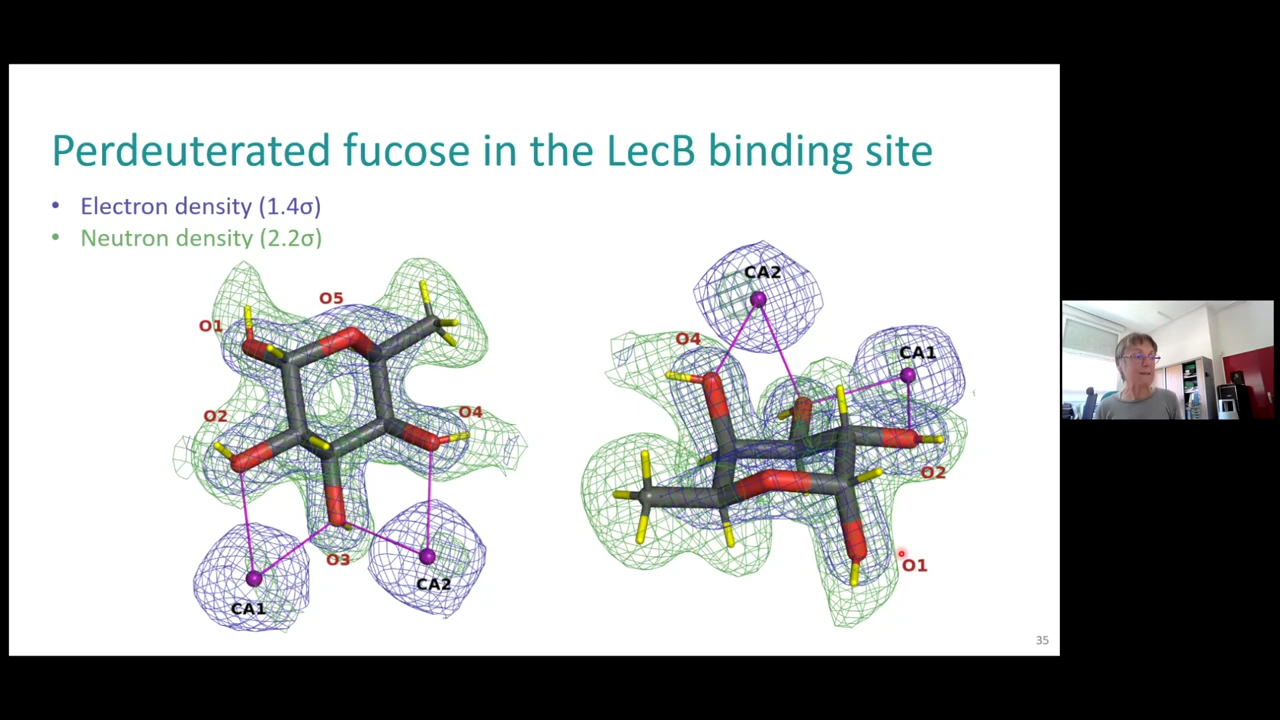 Perdeuterated fucose in the LecB binding site
• Electron density (1.4σ)
• Neutron density (2.2σ)
O5
O1
O2
O4
O3
CA1
CA2
CA2
O4
CA1
O2
O1
35